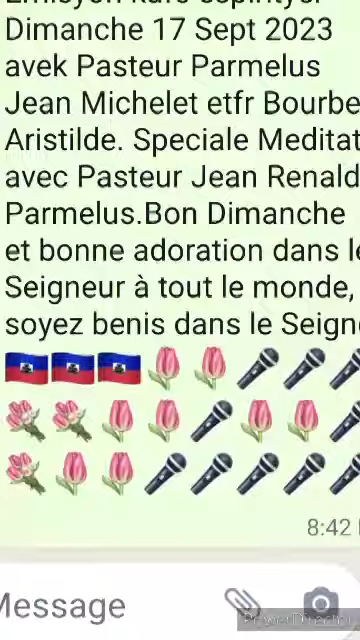 Dimanche 17 Sept 2023
avek Pasteur Parmelus
Jean Michelet etfr Bourbe
Aristilde. Speciale Meditat
avec Pasteur Jean Renald
Parmelus.Bon Dimanche
et bonne adoration dans le
Seigneur à tout le monde,
soyez benis dans le Seign
8:42
Message
PowerDirector